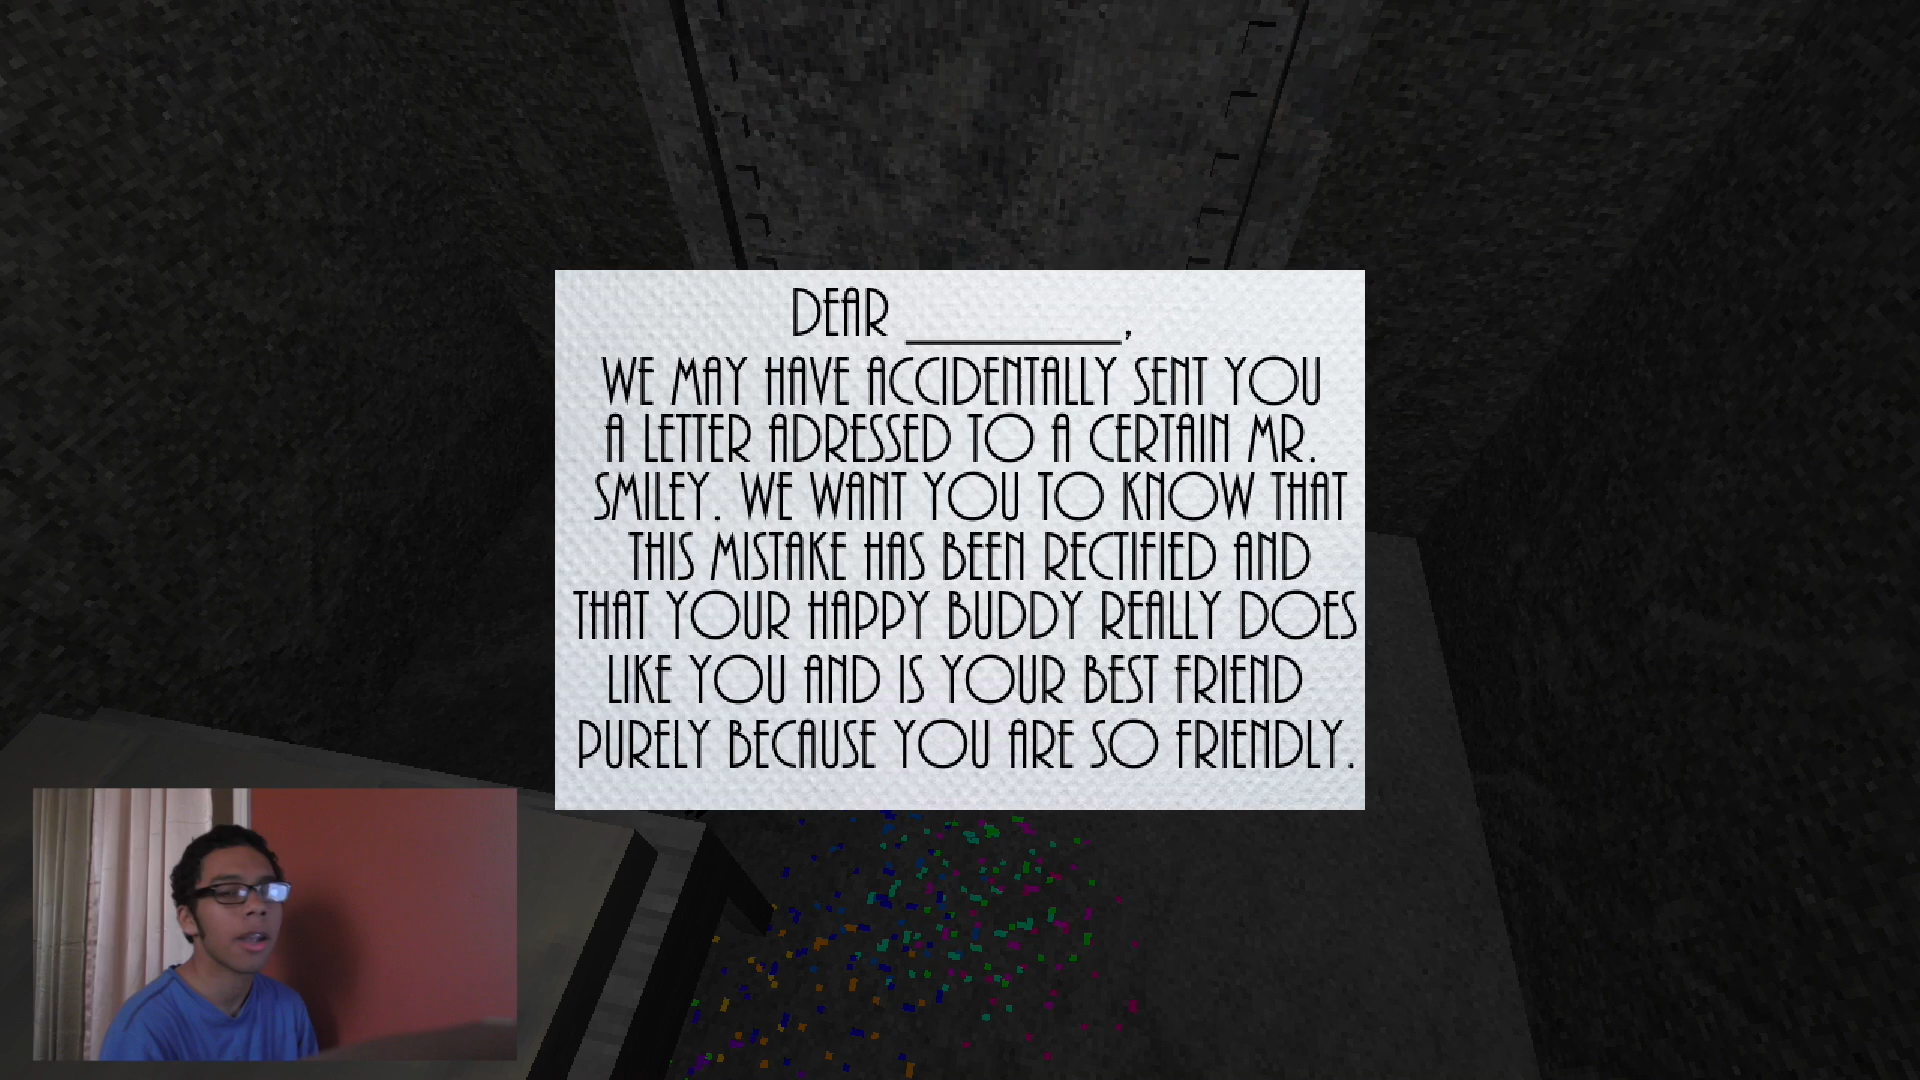 DEAR __________,
WE MAY HAVE ACCIDENTALLY SENT YOU
A LETTER ADRESSED TO A CERTAIN MR.
SMILEY. WE WANT YOU TO KNOW THAT
THIS MISTAKE HAS BEEN RECTIFIED AND
THAT YOUR HAPPY BUDDY REALLY DOES
LIKE YOU AND IS YOUR BEST FRIEND
PURELY BECAUSE YOU ARE SO FRIENDLY.